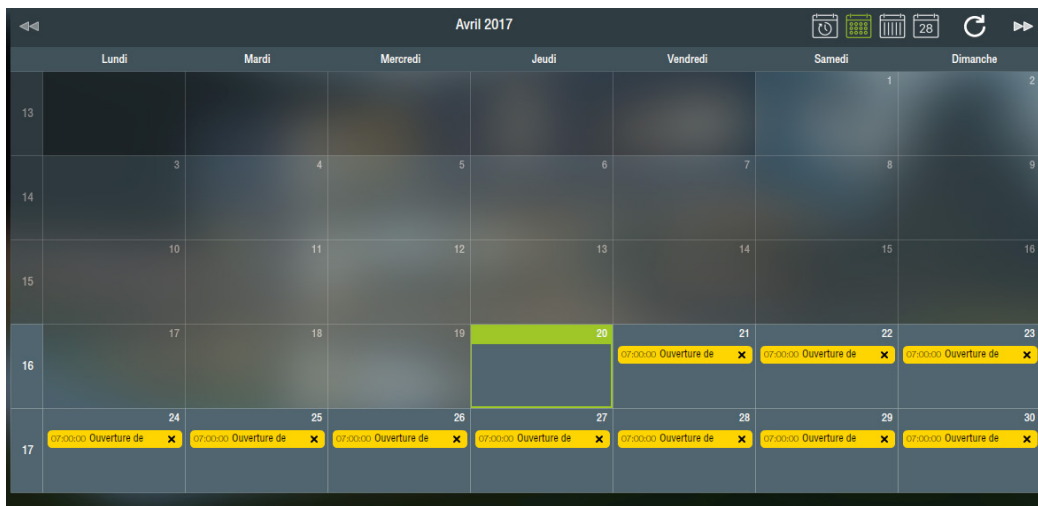 Avril 2017
28
Lundi Mardi Mercredi Jeudi Vendredi Samedi Dimanche
1 2
13
3 4 5 6 7 8 9
14
10 11 12 13 14 15 16
15
17 18 19 20 21 22 23
07:00:00 Ouverture de 07:00:00 Ouverture de 07:00:00 Ouverture de
16
24 25 26 27 28 29 30
07:00:00 Ouverture de 07:00:00 Ouverture de 07:00:00 Ouverture de 07:00:00 Ouverture de 07:00:00 Ouverture de 07:00:00 Ouverture de 07:00:00 Ouverture de
17